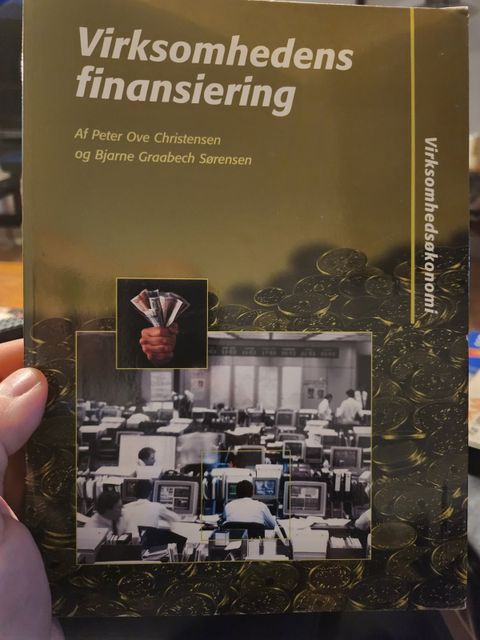 Virksomhedens
finansiering
Af Peter Ove Christensen
og Bjarne Graabech Sørensen
Virksomhedsøkonomi